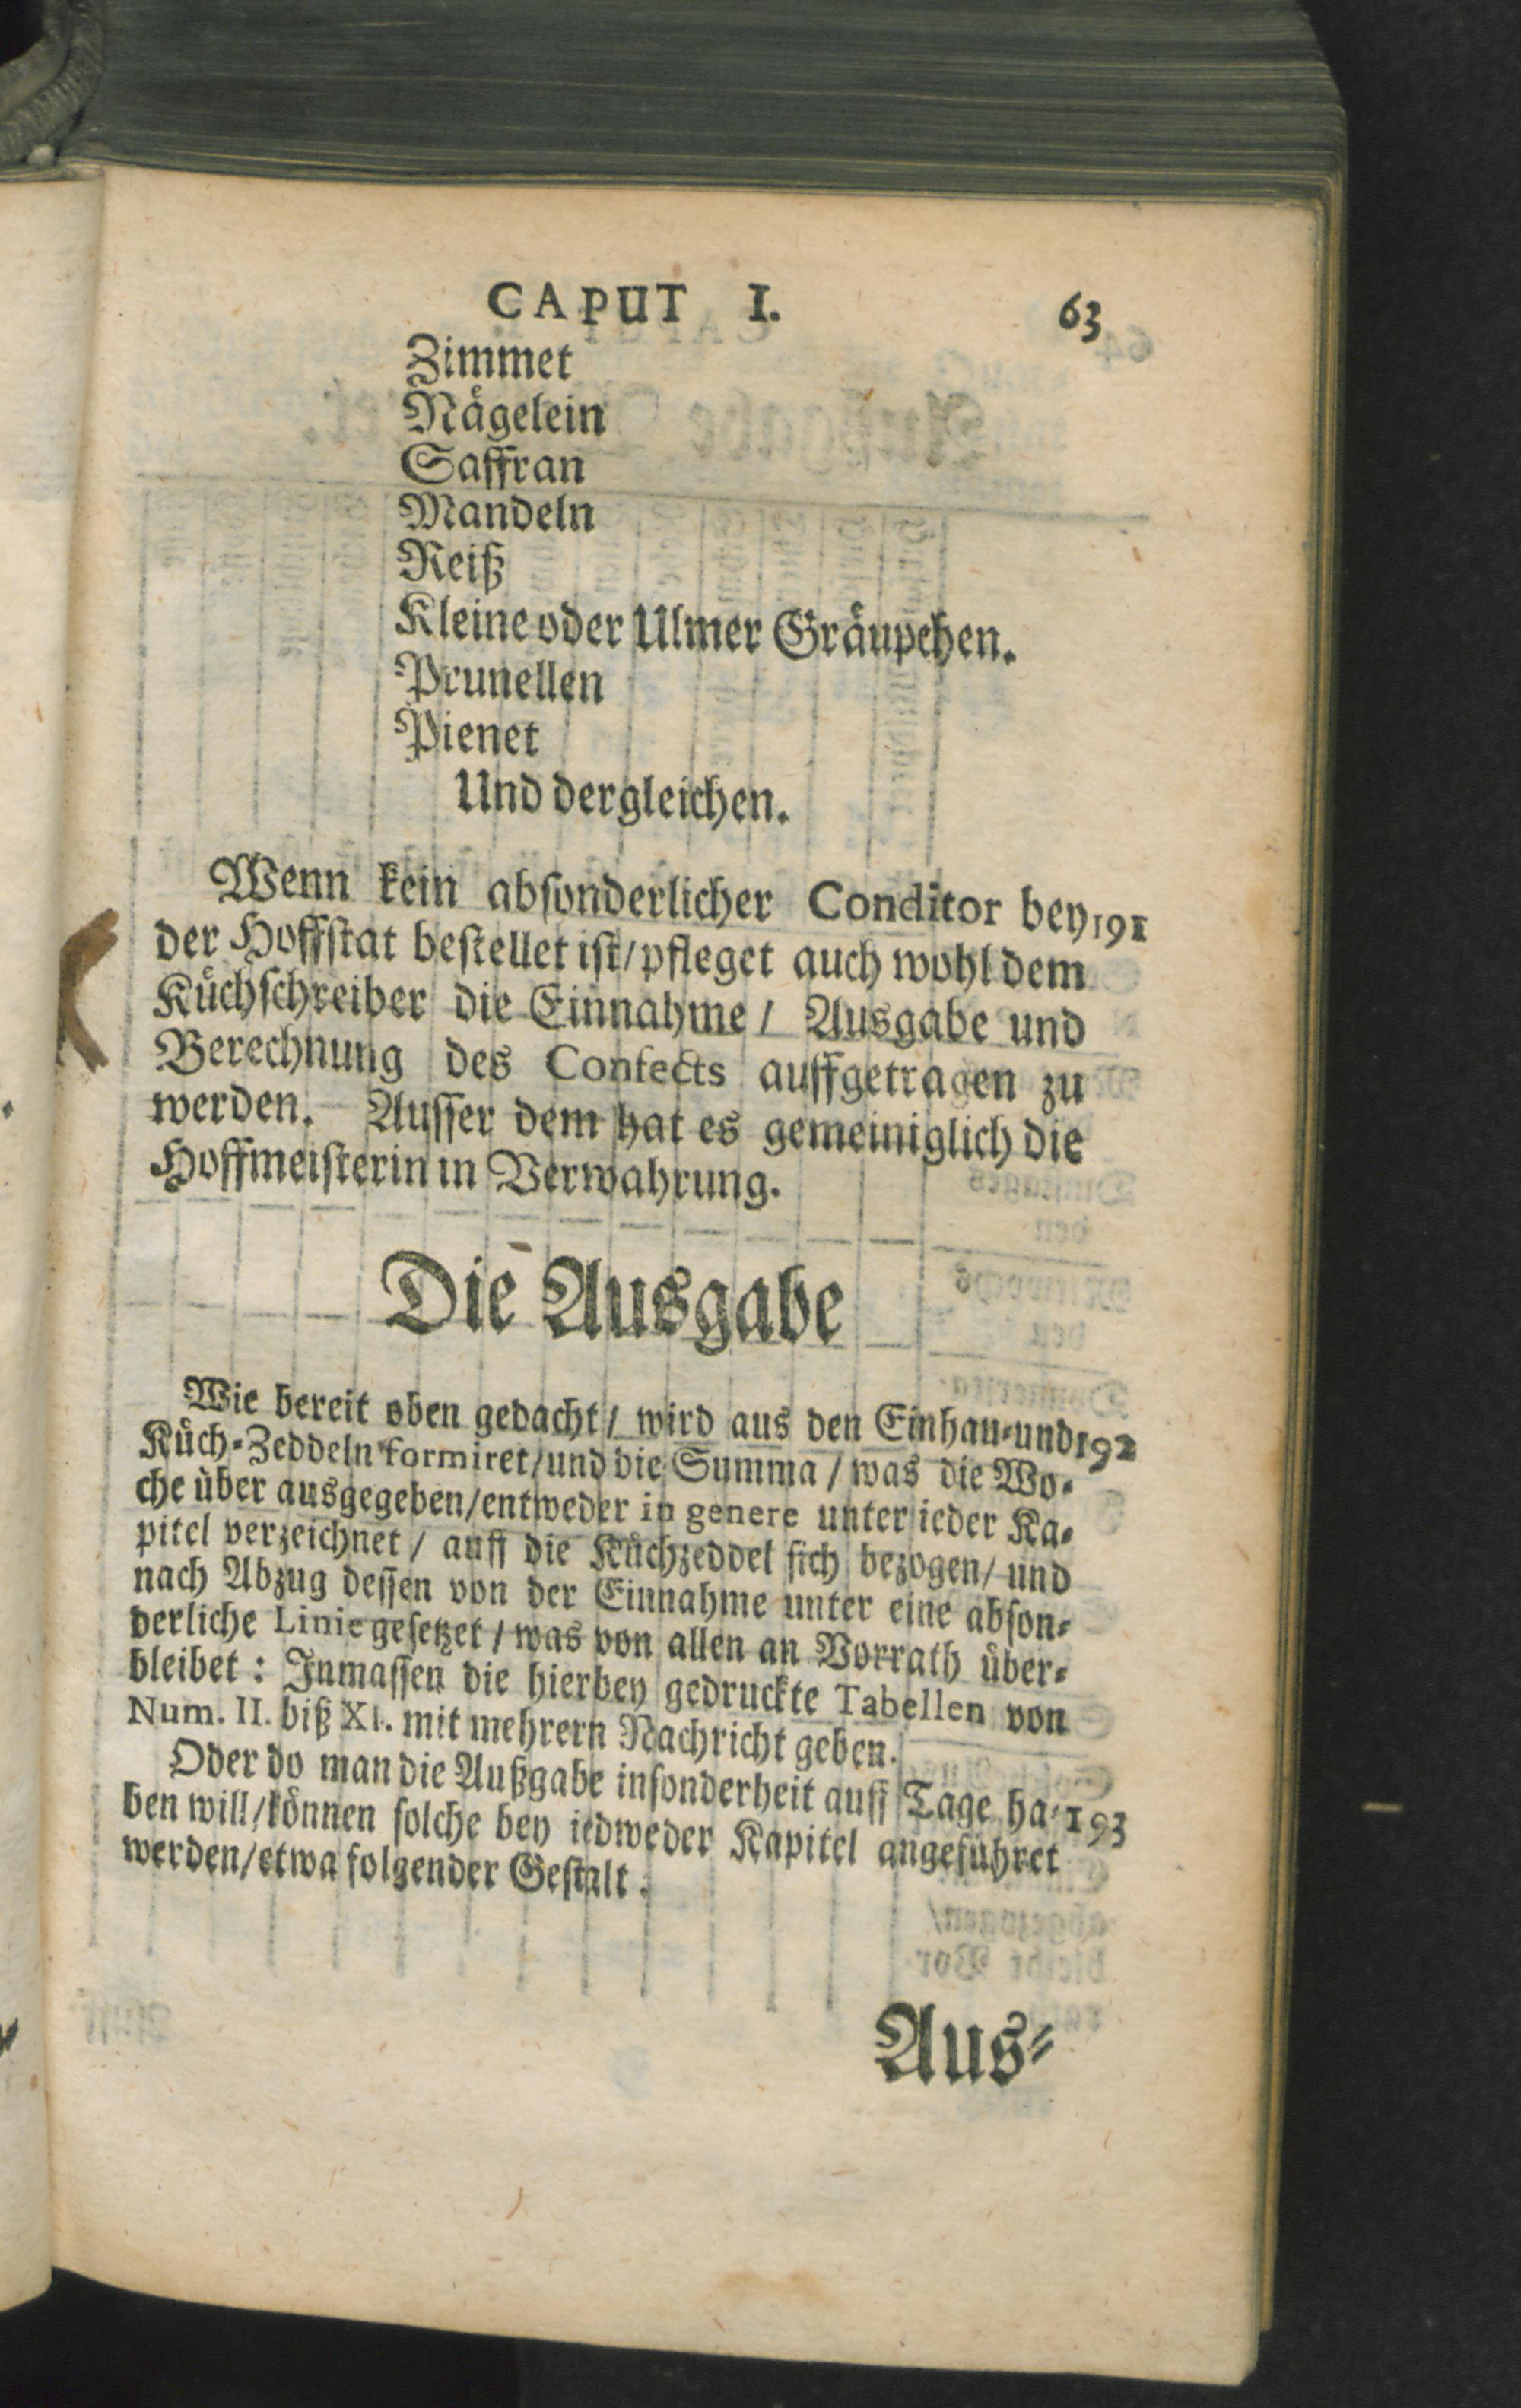 CAPUT I. 63
Zimmet
Nägelein
Saffran
Mandeln
Reiß
Kleine oder Ulmer Gräupchen.
Prunellen
Pienet
Und dergleichen.
Wenn kein absonderlicher Conditor bey 191
der Hoffstat bestellet ist/ pfleget auch wohl dem
Küchschreiber die Einnahme / Ausgabe und
Berechnung des Confects auffgetragen zu
werden. Ausser dem hat es gemeiniglich die
Hoffmeisterin in Verwahrung.
Die Ausgabe
Wie bereit oben gedacht / wird aus den Einhau-und 192
Küch-Zeddeln formiret/und die Summa / was die Wo-
che über ausgegeben/entweder in genere unter ieder Ka-
pitel verzeichnet / auff die Küchzeddel sich bezogen/ und
nach Abzug dessen von der Einnahme unter eine abson-
derliche Linie gesetzet / was von allen an Vorrath über-
bleibet : Inmassen die hierbey gedruckte Tabellen von
Num. II. biß XI. mit mehrern Nachricht geben.
Oder do man die Außgabe insonderheit auff Tage ha- 193
ben will/können solche bey iedweder Kapitel angeführet
werden/etwa folgender Gestalt.
Aus-